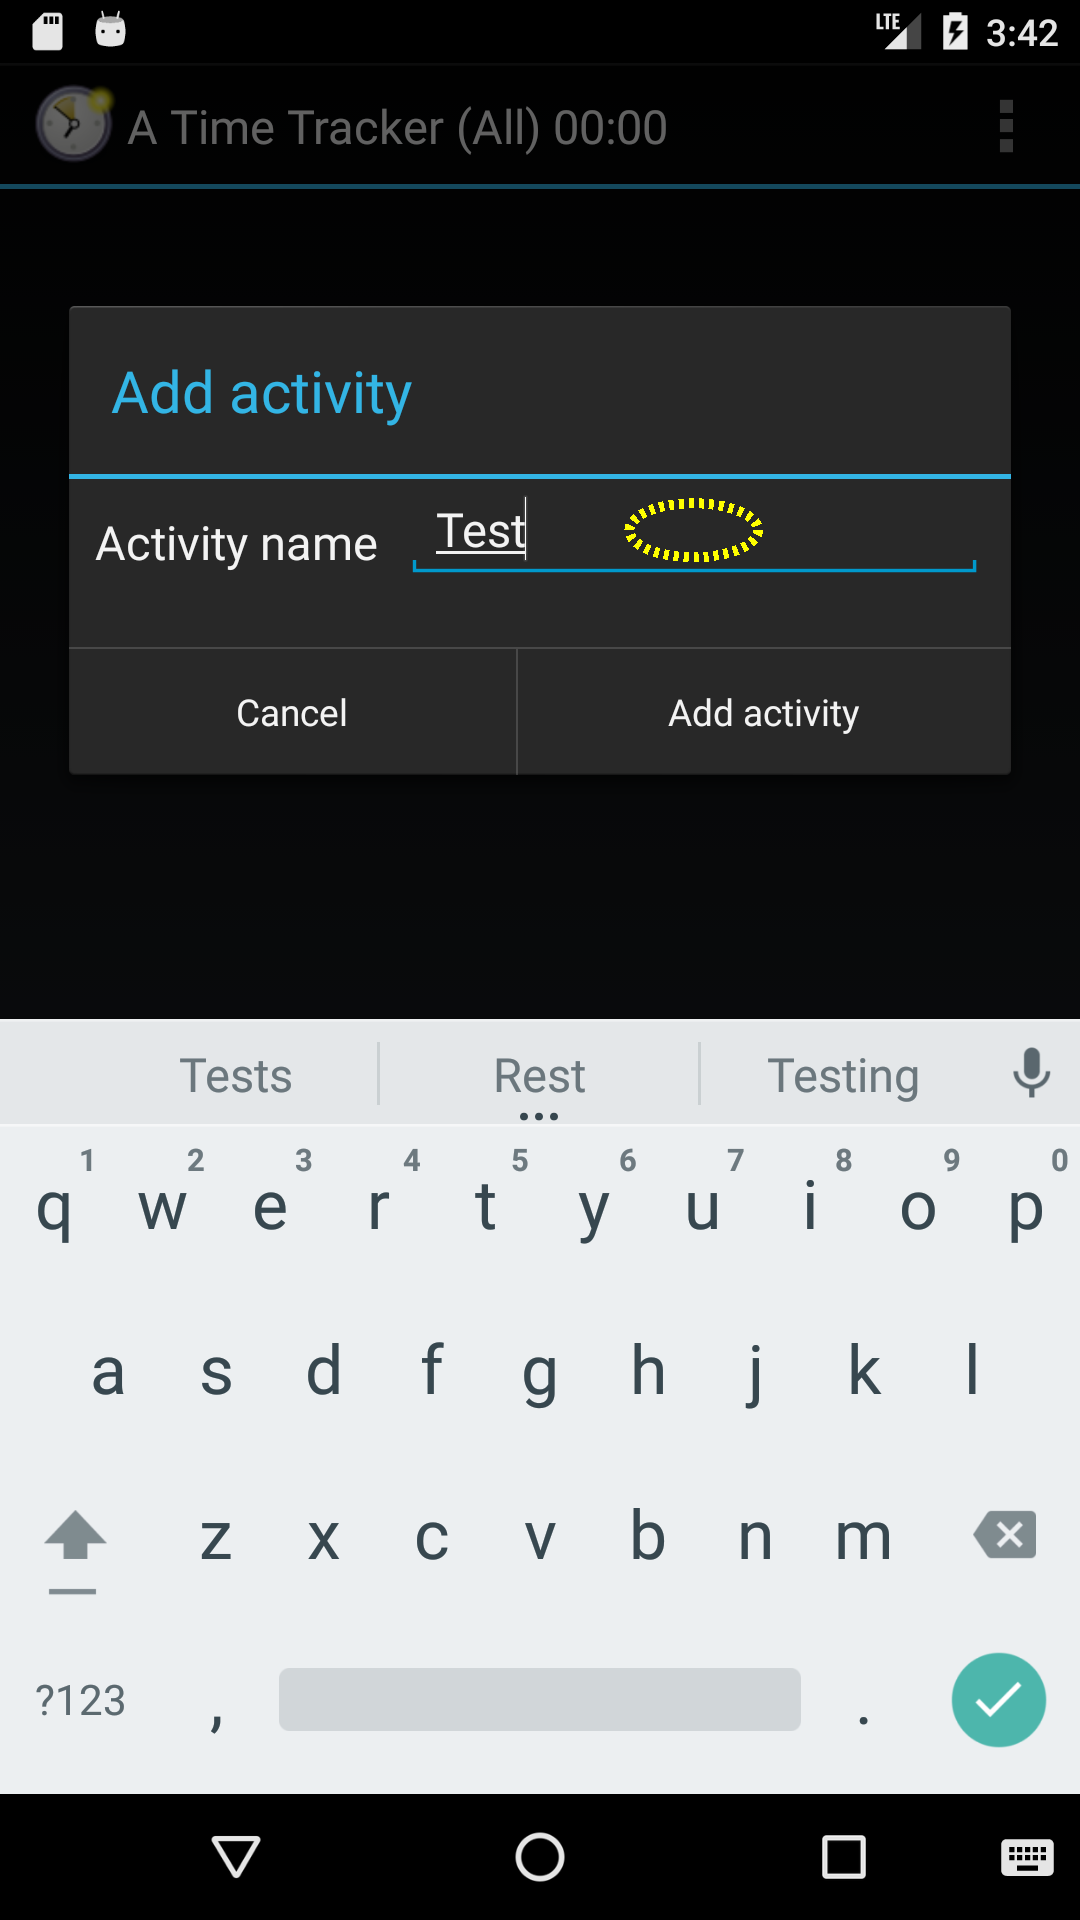 LTE 3:42
A Time Tracker (All) 00:00
Add activity
Activity name Test
Cancel Add activity
Tests Rest Testing
1 2 3 4 5 6 7 8 9 0
q w e r t y u i o p
a s d f g h j k l
z x c v b n m
?123 , .